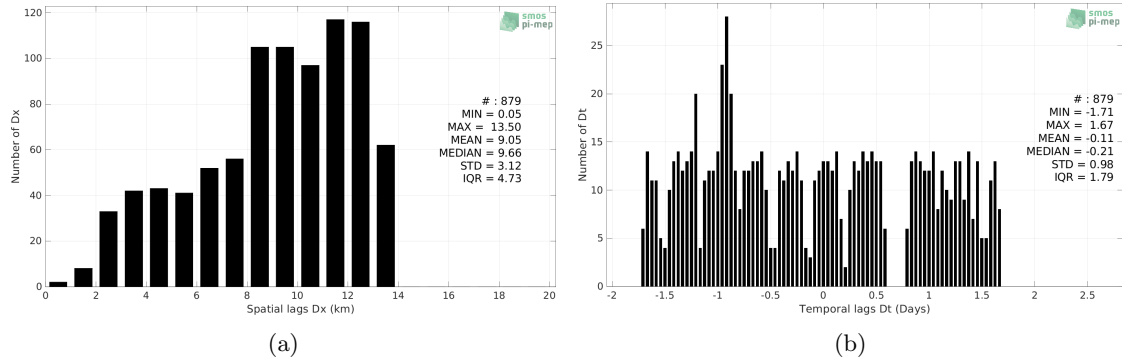 120
100
80
60
40
20
0
Number of Dx
0 2 4 6 8 10 12 14 16 18 20
Spatial lags Dx (km)
smos
pi-mep
# : 879
MIN = 0.05
MAX = 13.50
MEAN = 9.05
MEDIAN = 9.66
STD = 3.12
IQR = 4.73
(a)
25
20
15
10
5
0
Number of Dt
-2 -1.5 -1 -0.5 0 0.5 1 1.5 2 2.5
Temporal lags Dt (Days)
smos
pi-mep
# : 879
MIN = -1.71
MAX = 1.67
MEAN = -0.11
MEDIAN = -0.21
STD = 0.98
IQR = 1.79
(b)